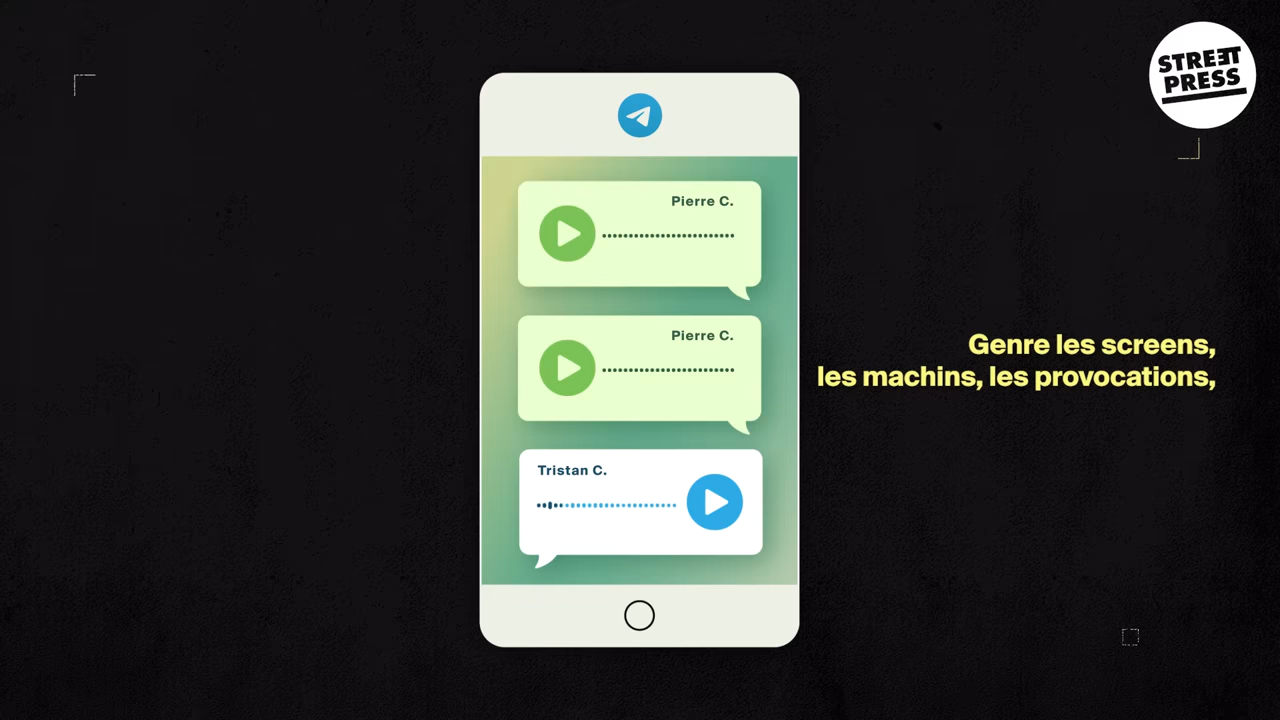 STREET
PRESS
Pierre C.
Pierre C.
Genre les screens,
les machins, les provocations,
Tristan C.